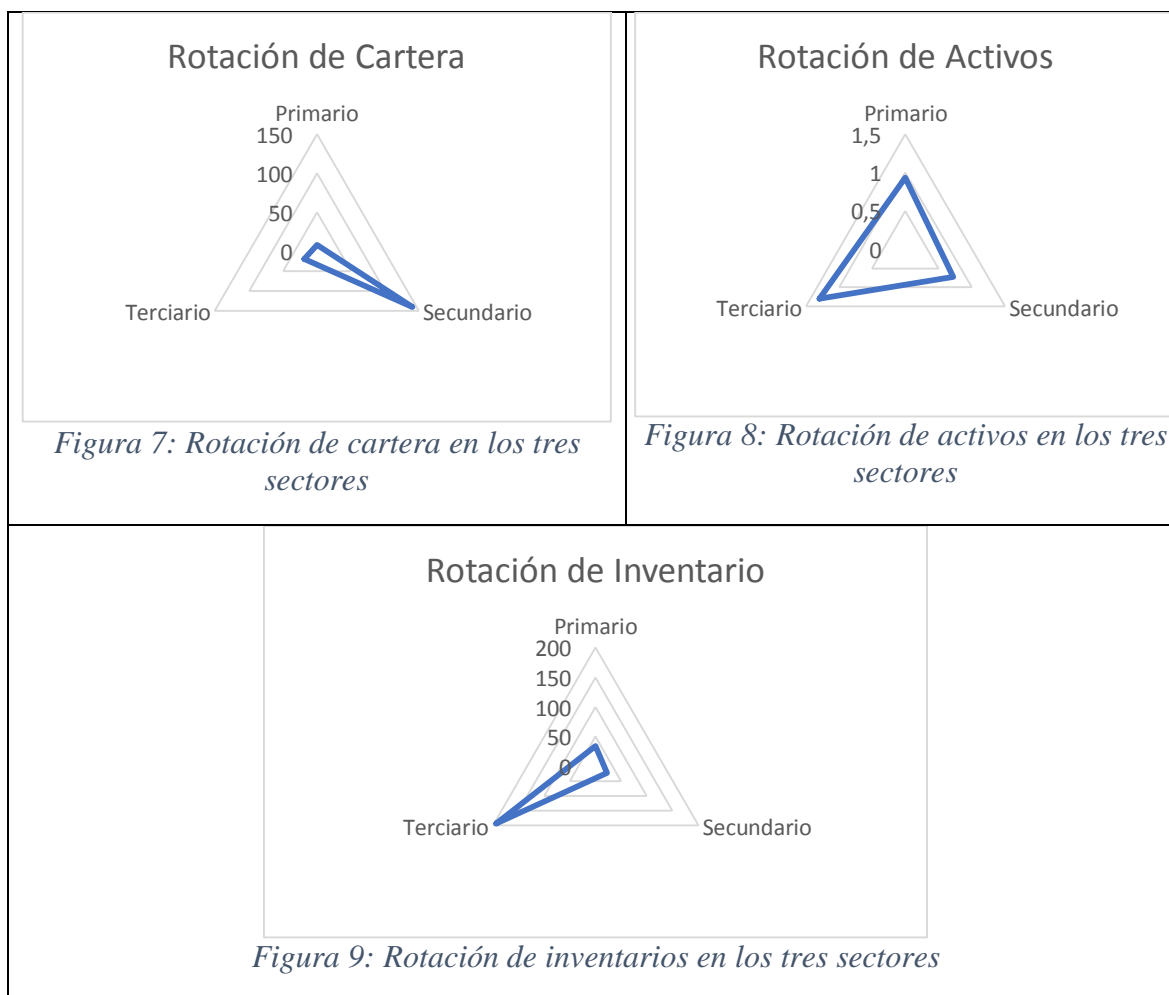 Rotación de Cartera
Primario
150
100
50
0
Terciario
Secundario
Figura 7: Rotación de cartera en los tres
sectores
Rotación de Activos
Primario
1,5
1
0,5
0
Terciario
Secundario
Figura 8: Rotación de activos en los tres
sectores
Rotación de Inventario
Primario
200
150
100
50
0
Terciario
Secundario
Figura 9: Rotación de inventarios en los tres sectores